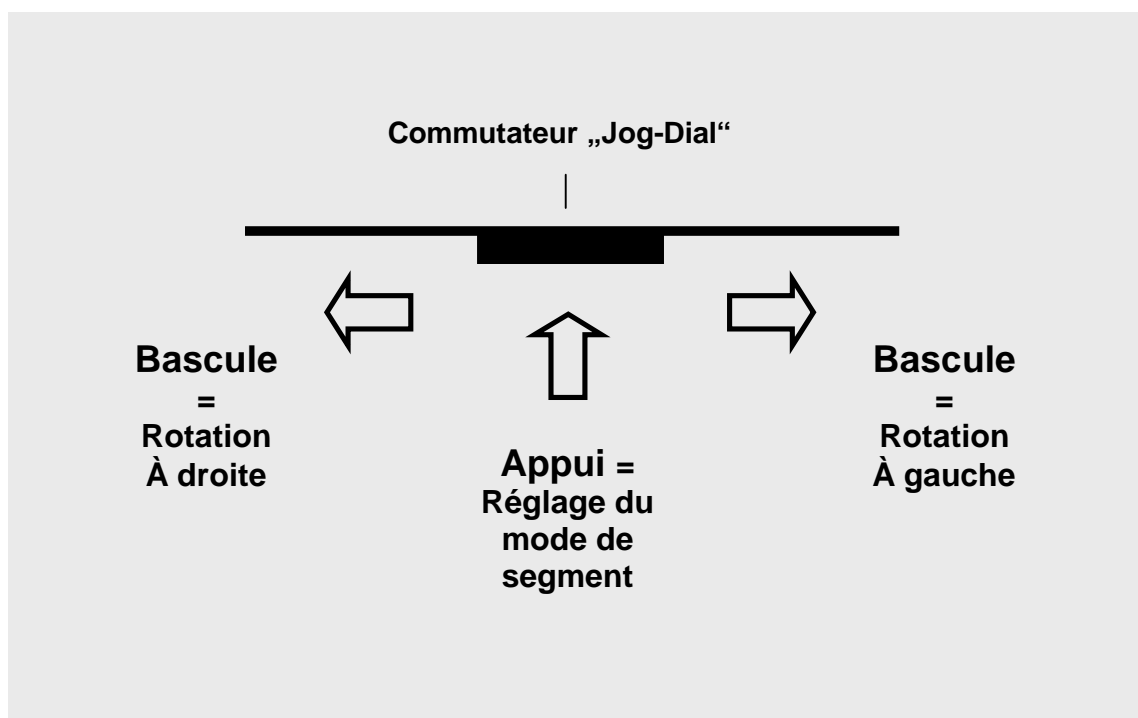 Commutateur „Jog-Dial“
Bascule
=
Rotation
À droite
Appui =
Réglage du
mode de
segment
Bascule
=
Rotation
À gauche